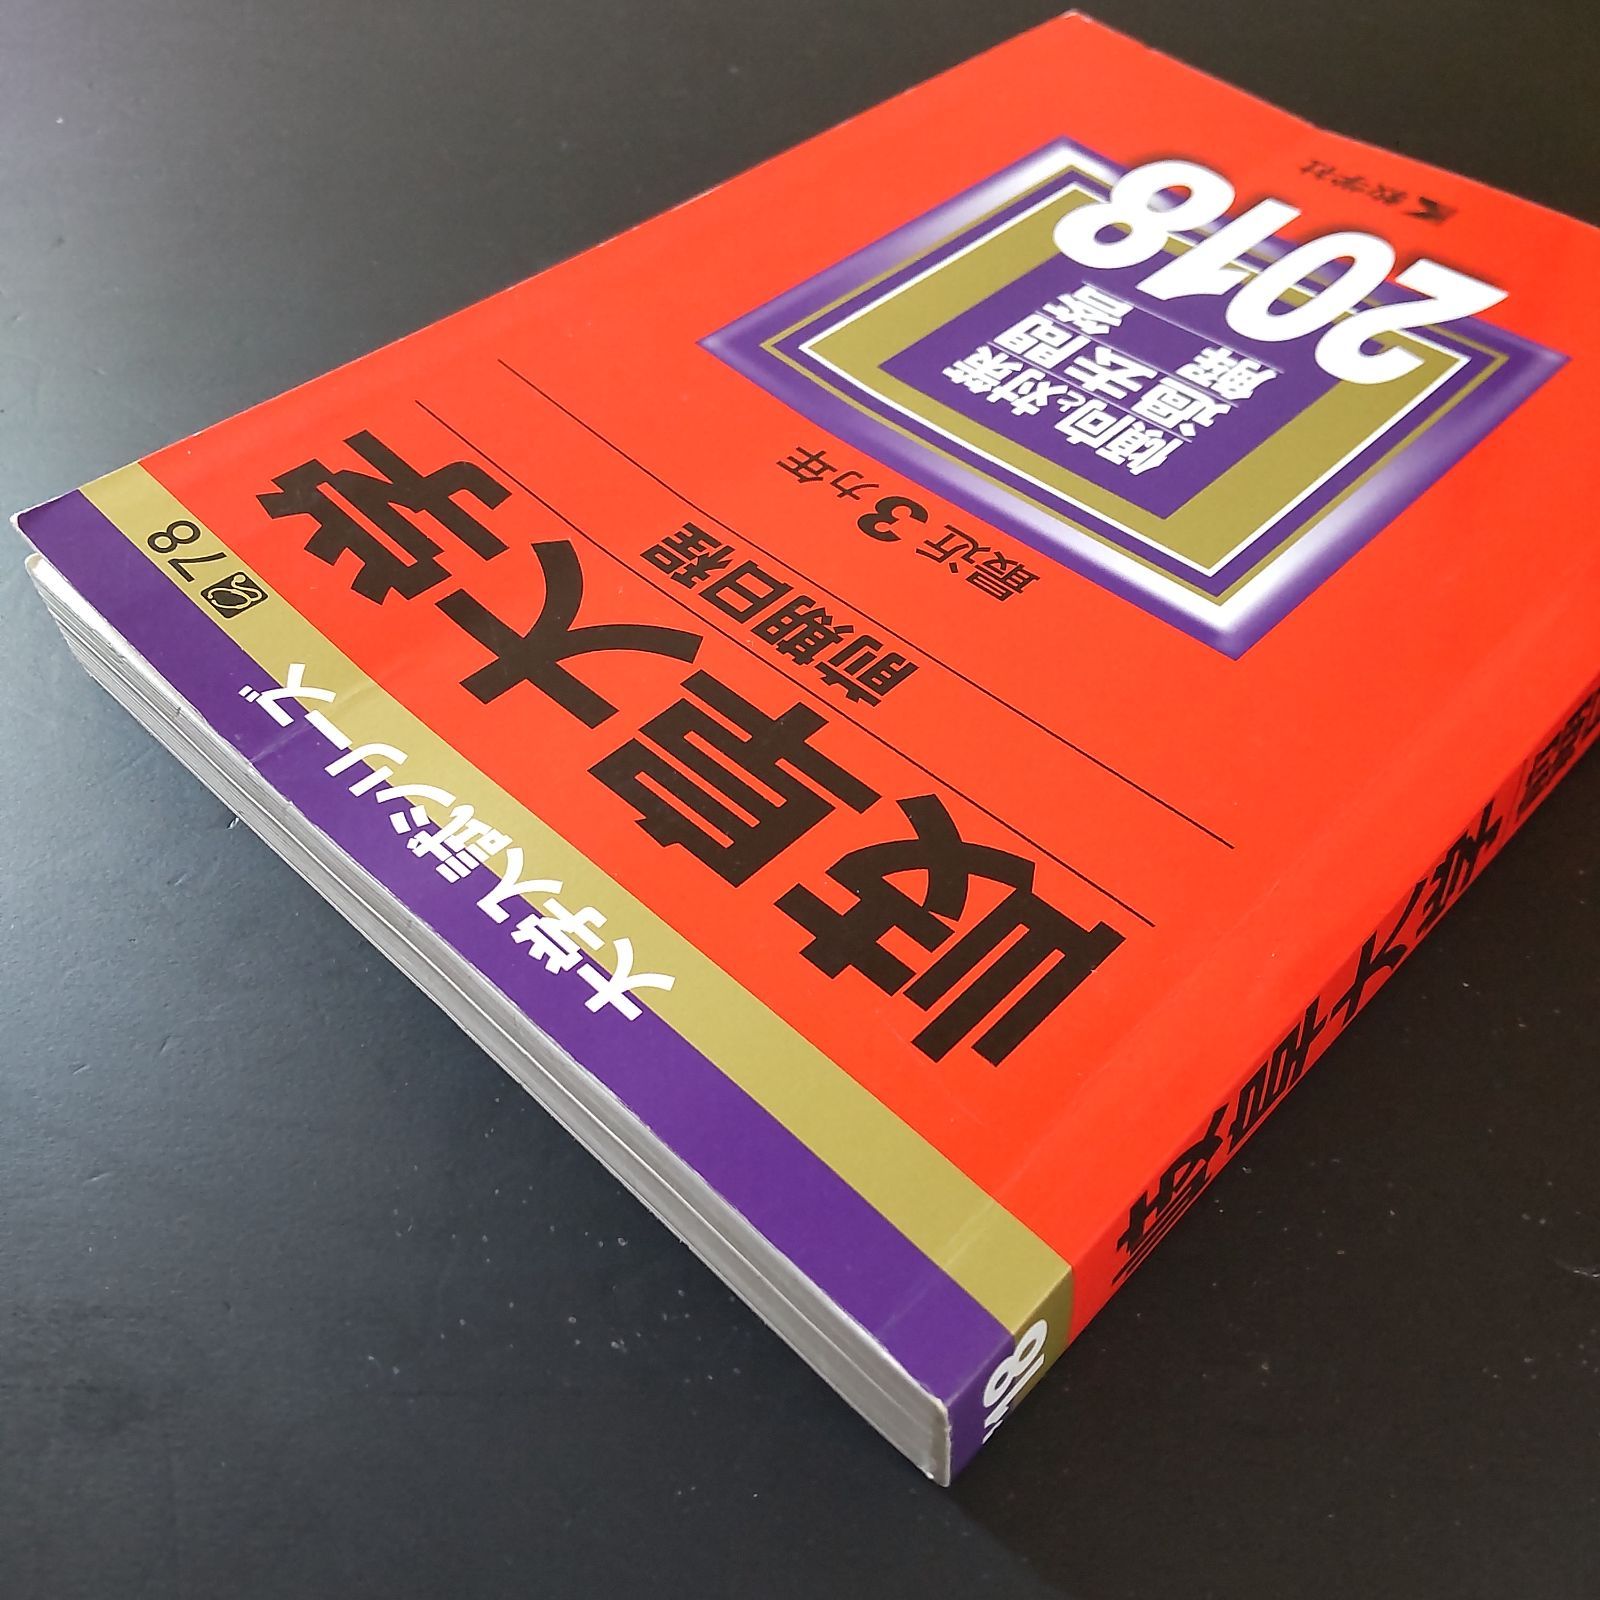 大学入試シリーズ
78
岐阜大学
前期日程
最近3カ年
傾向と対策
過去問
解答
2018
教学社
岐阜大学
'18